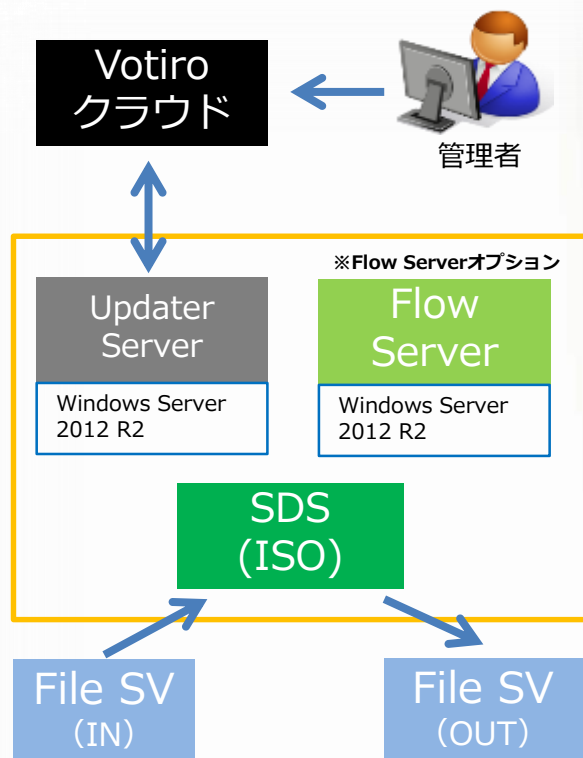 Votiro
クラウド
管理者
※Flow Serverオプション
Updater
Server
Flow
Server
Windows Server
2012 R2
Windows Server
2012 R2
SDS
(ISO)
File SV
(IN)
File SV
(OUT)